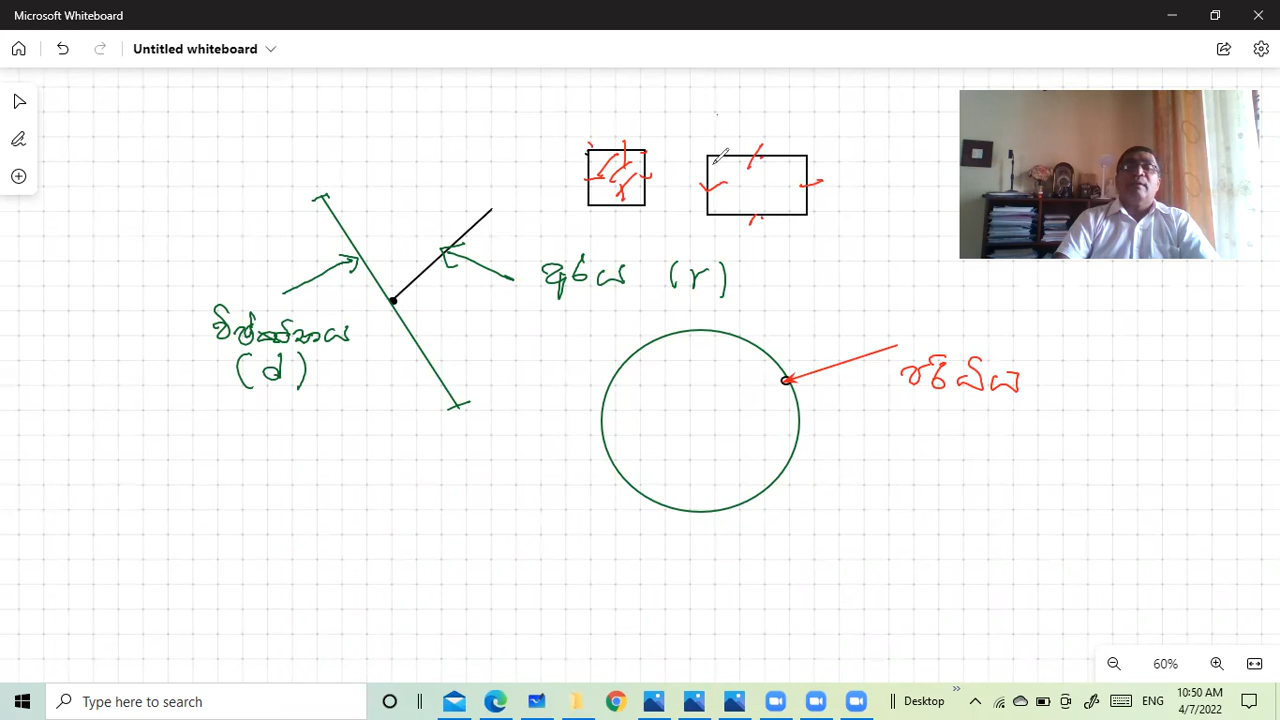 Microsoft Whiteboard
Untitled whiteboard
අරය (r)
විෂ්කම්භය
(d)
පරිධිය
60%
Type here to search
Desktop
»
ENG
10:50 AM
4/7/2022